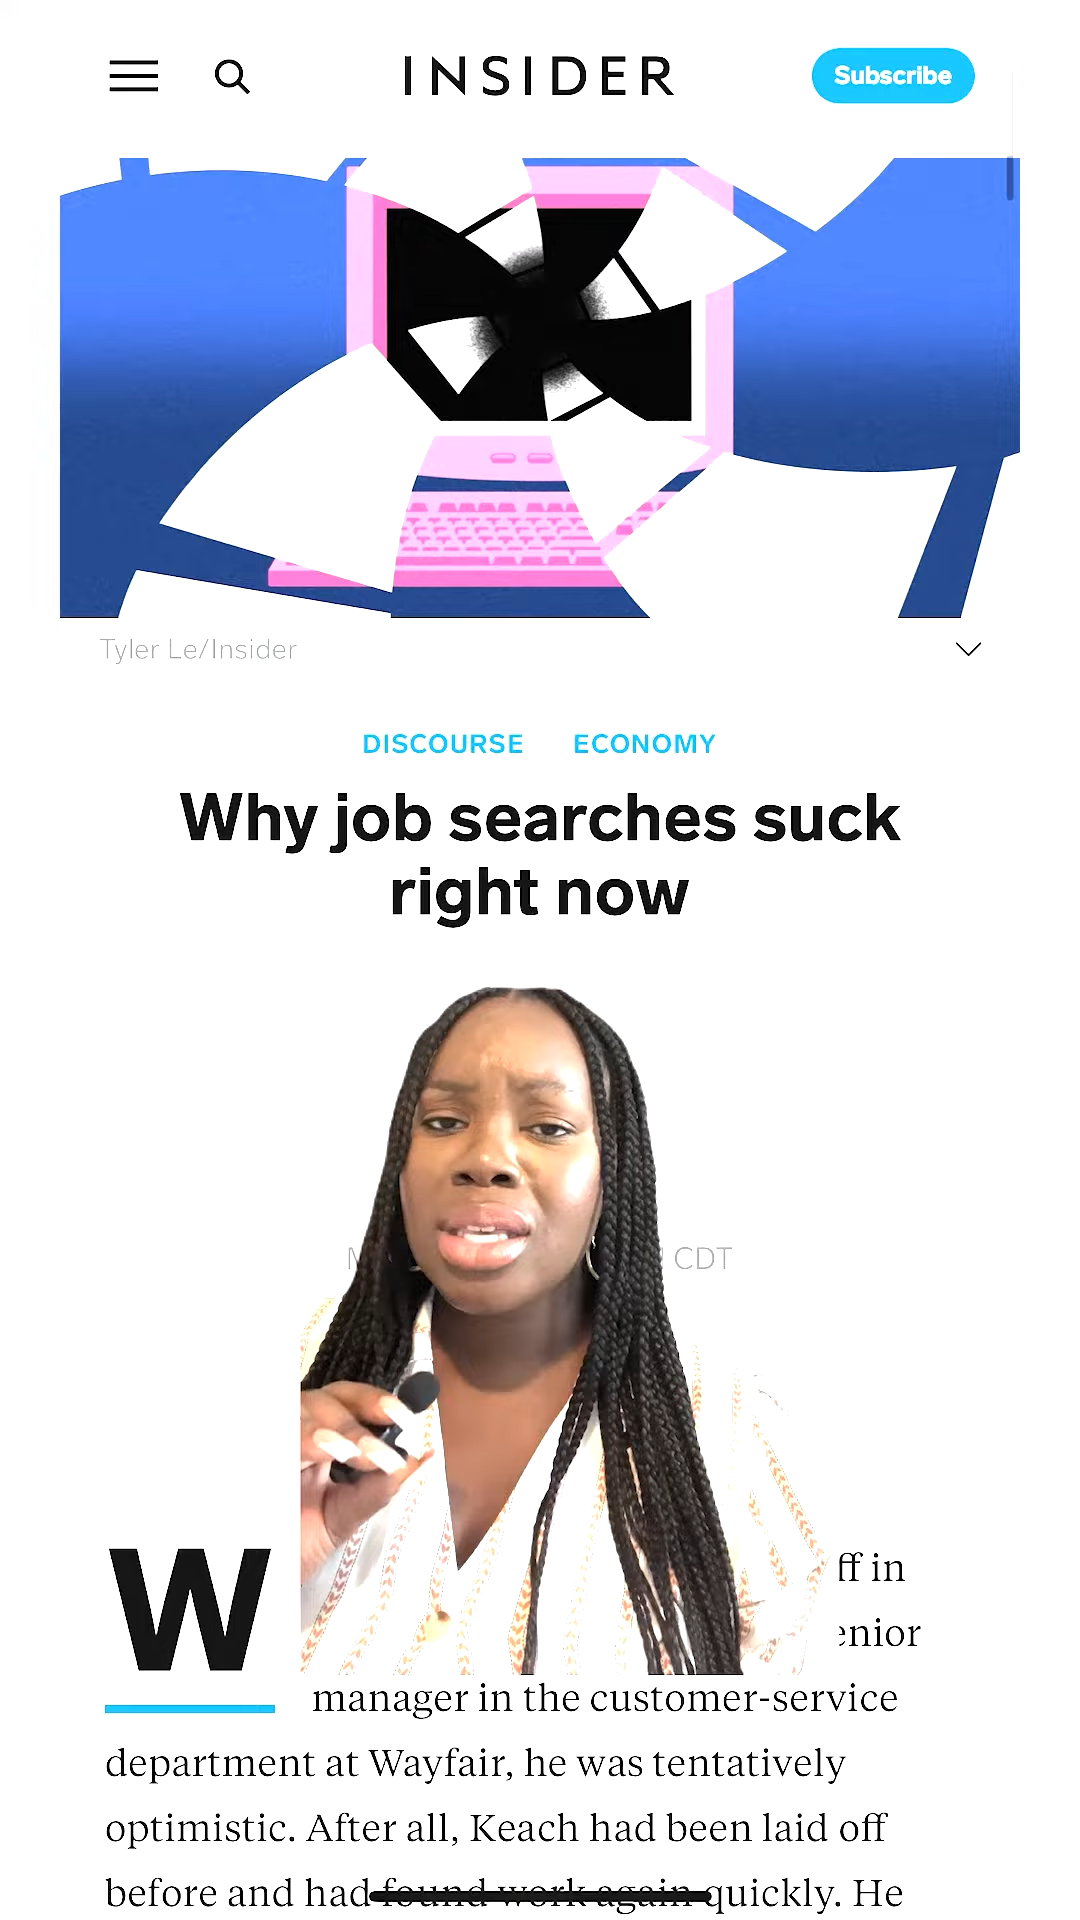 INSIDER
Subscribe
Tyler Le/Insider
DISCOURSE ECONOMY
Why job searches suck
right now
CDT
W
ff in
manager in the customer-service
department at Wayfair, he was tentatively
optimistic. After all, Keach had been laid off
before and had found work again quickly. He